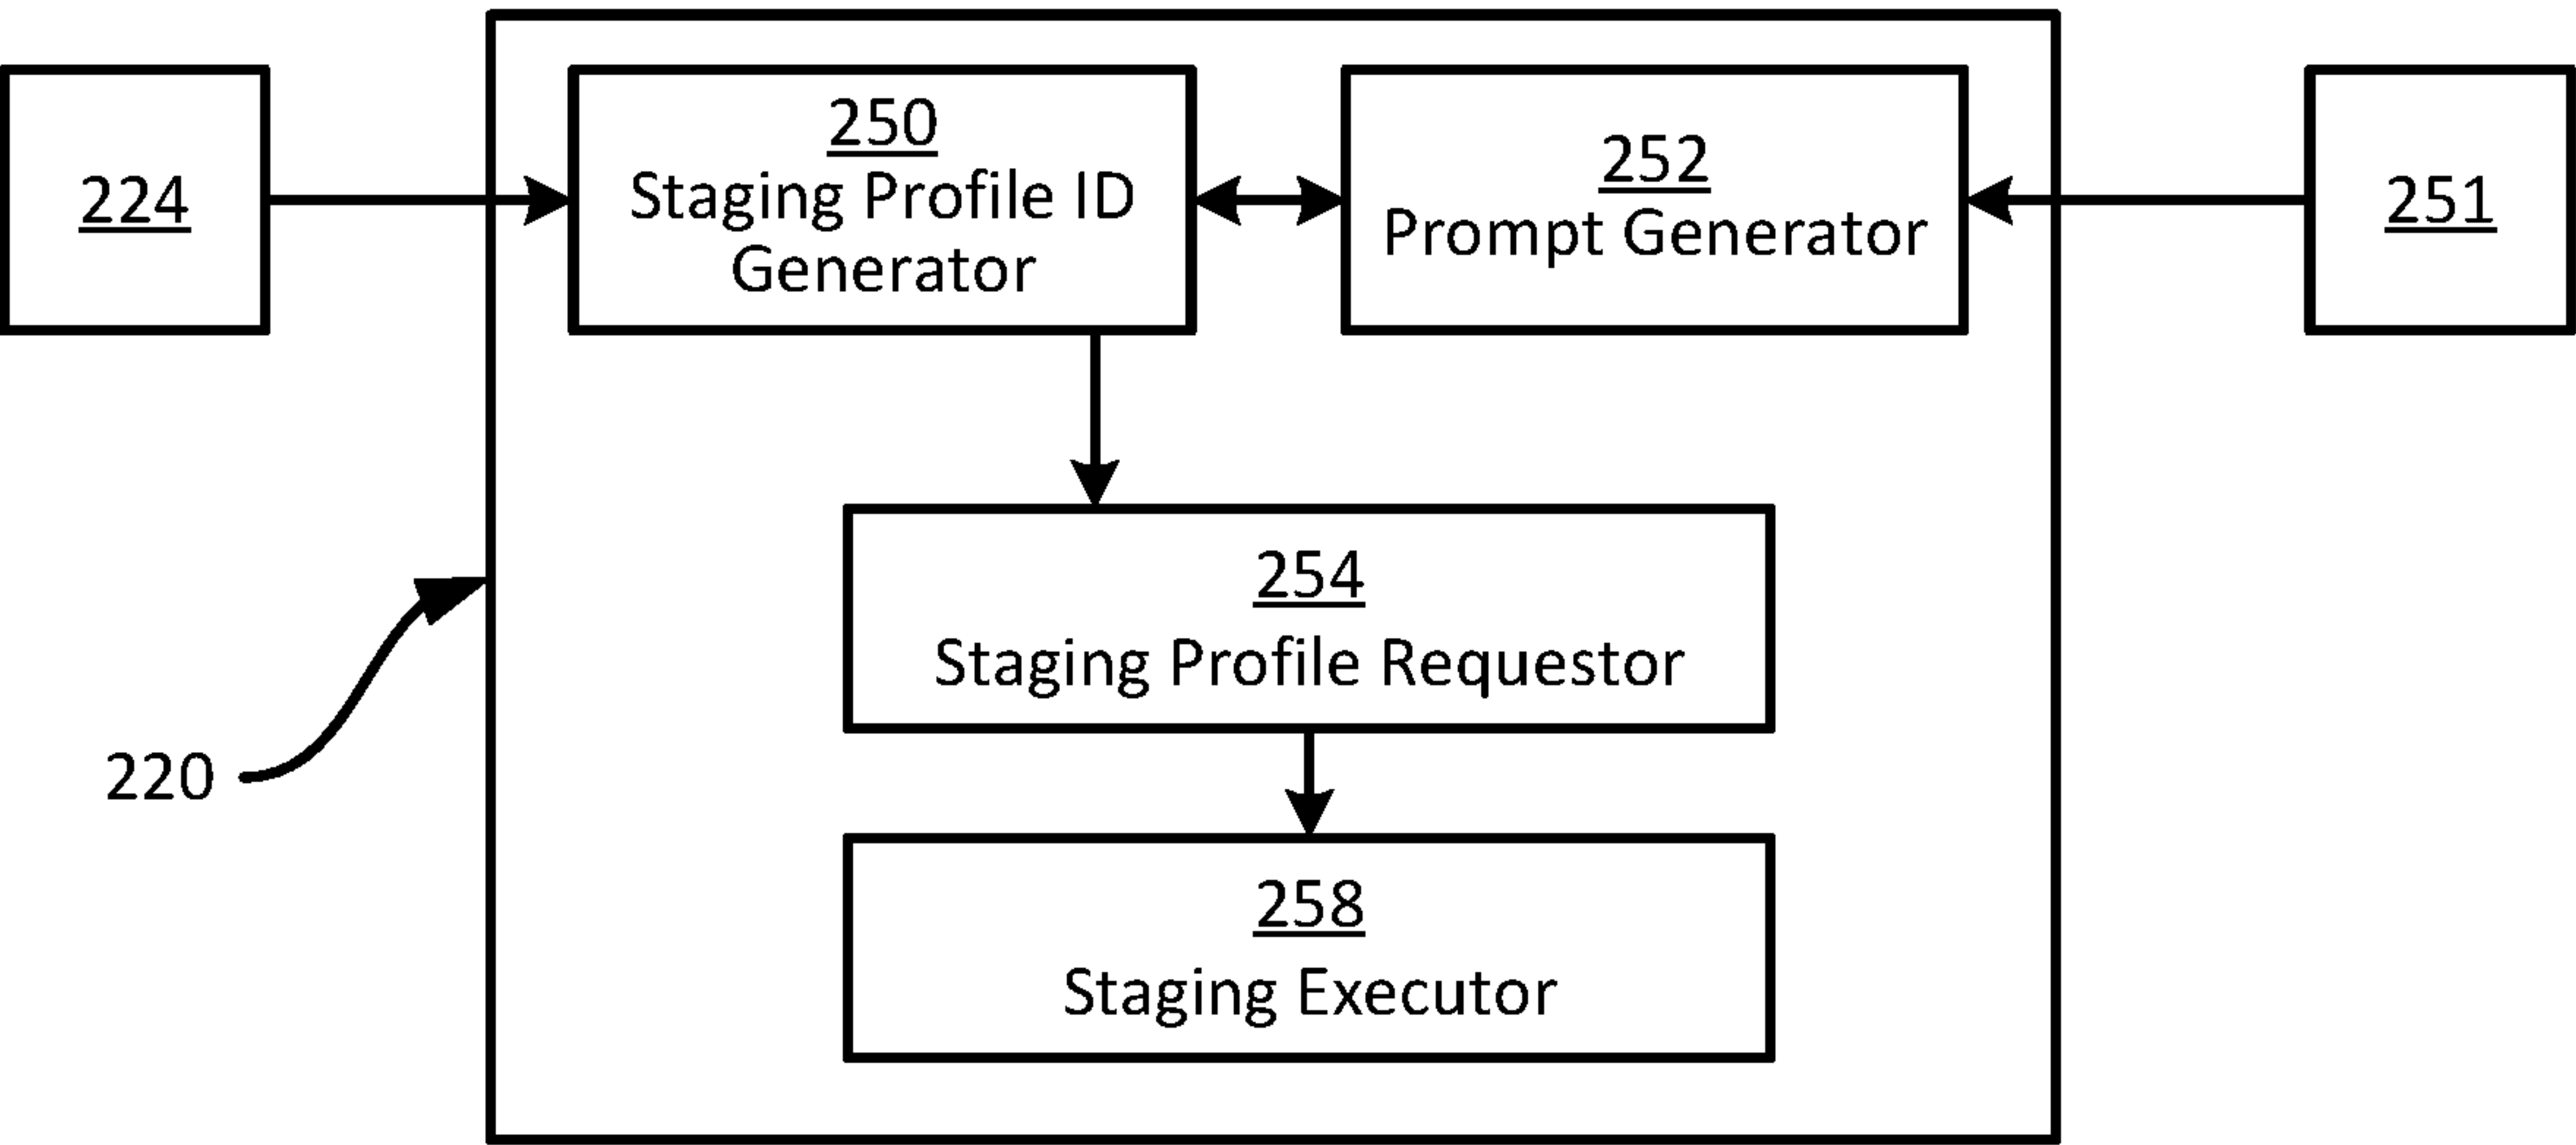 224
250
Staging Profile ID
Generator
252
Prompt Generator
251
254
Staging Profile Requestor
220
258
Staging Executor